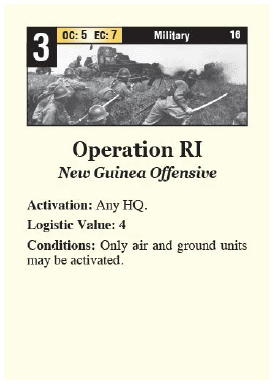 3
OC: 5 EC: 7 Military 16
Operation RI
New Guinea Offensive
Activation: Any HQ.
Logistic Value: 4
Conditions: Only air and ground units
may be activated.